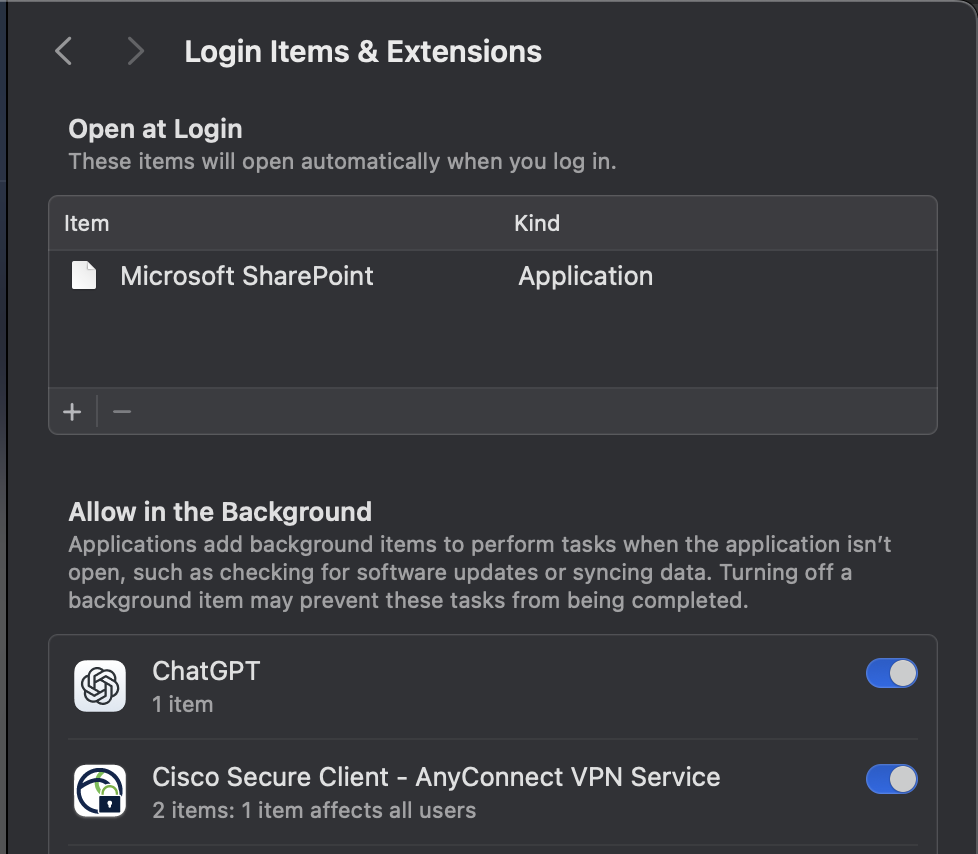 Login Items & Extensions
Open at Login
These items will open automatically when you log in.
Item Kind
Microsoft SharePoint Application
Allow in the Background
Applications add background items to perform tasks when the application isn’t
open, such as checking for software updates or syncing data. Turning off a
background item may prevent these tasks from being completed.
ChatGPT
1 item
Cisco Secure Client - AnyConnect VPN Service
2 items: 1 item affects all users